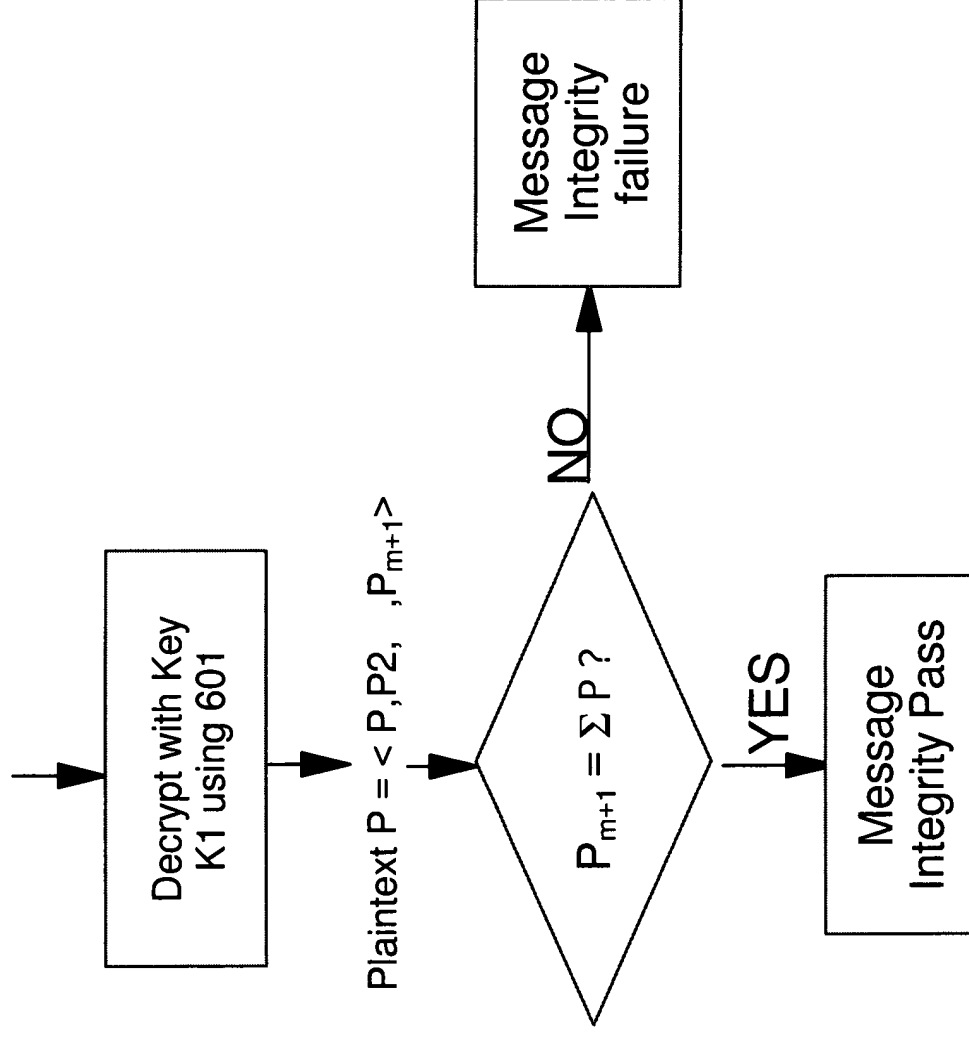 Decrypt with Key
K1 using 601
Plaintext P = < P,P2, ,Pm+1>
Pm+1 = Σ P ?
NO
Message
Integrity
failure
YES
Message
Integrity Pass